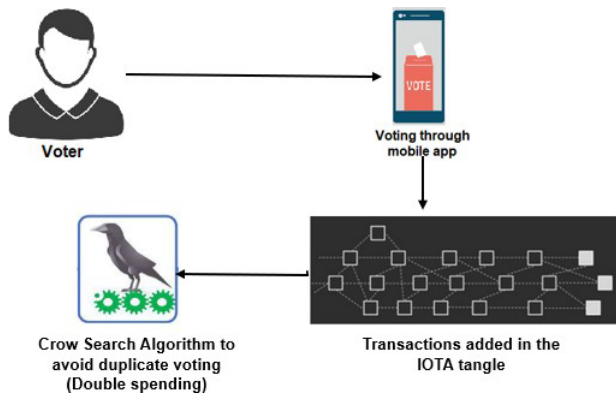 VOTE
Voter
Voting through
mobile app
Crow Search Algorithm to
avoid duplicate voting
(Double spending)
Transactions added in the
IOTA tangle